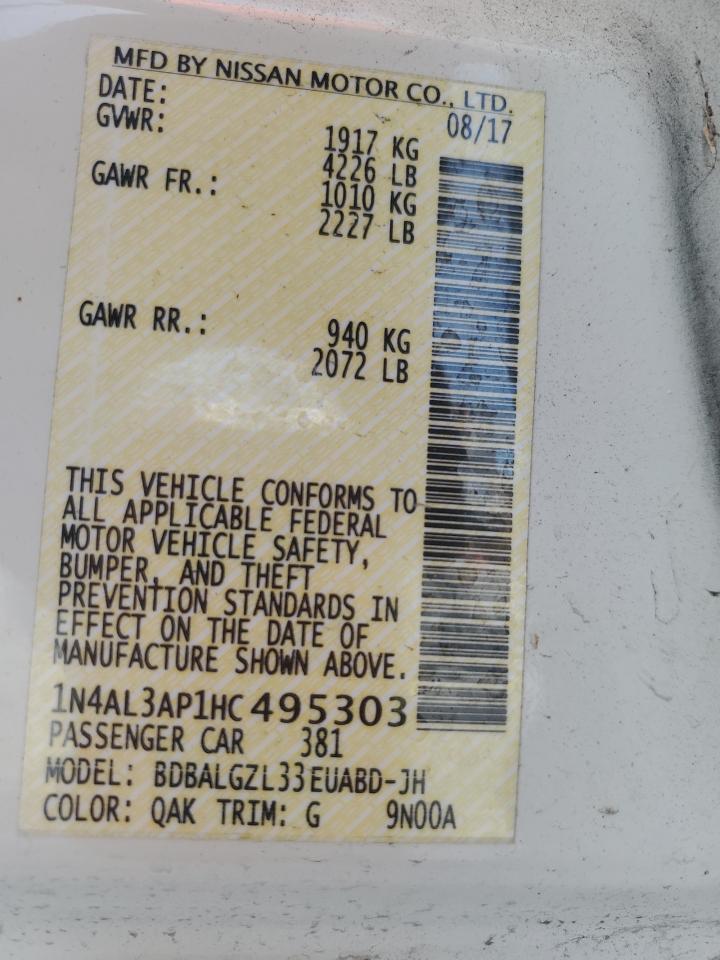 MFD BY NISSAN MOTOR CO., LTD.
DATE: 08/17
GVWR: 1917 KG
4226 LB
GAWR FR.: 1010 KG
2227 LB
GAWR RR.: 940 KG
2072 LB
THIS VEHICLE CONFORMS TO
ALL APPLICABLE FEDERAL
MOTOR VEHICLE SAFETY,
BUMPER, AND THEFT
PREVENTION STANDARDS IN
EFFECT ON THE DATE OF
MANUFACTURE SHOWN ABOVE.
1N4AL3AP1HC495303
PASSENGER CAR 381
MODEL: BDBALGZL33EUABD-JH
COLOR: QAK TRIM: G 9N00A